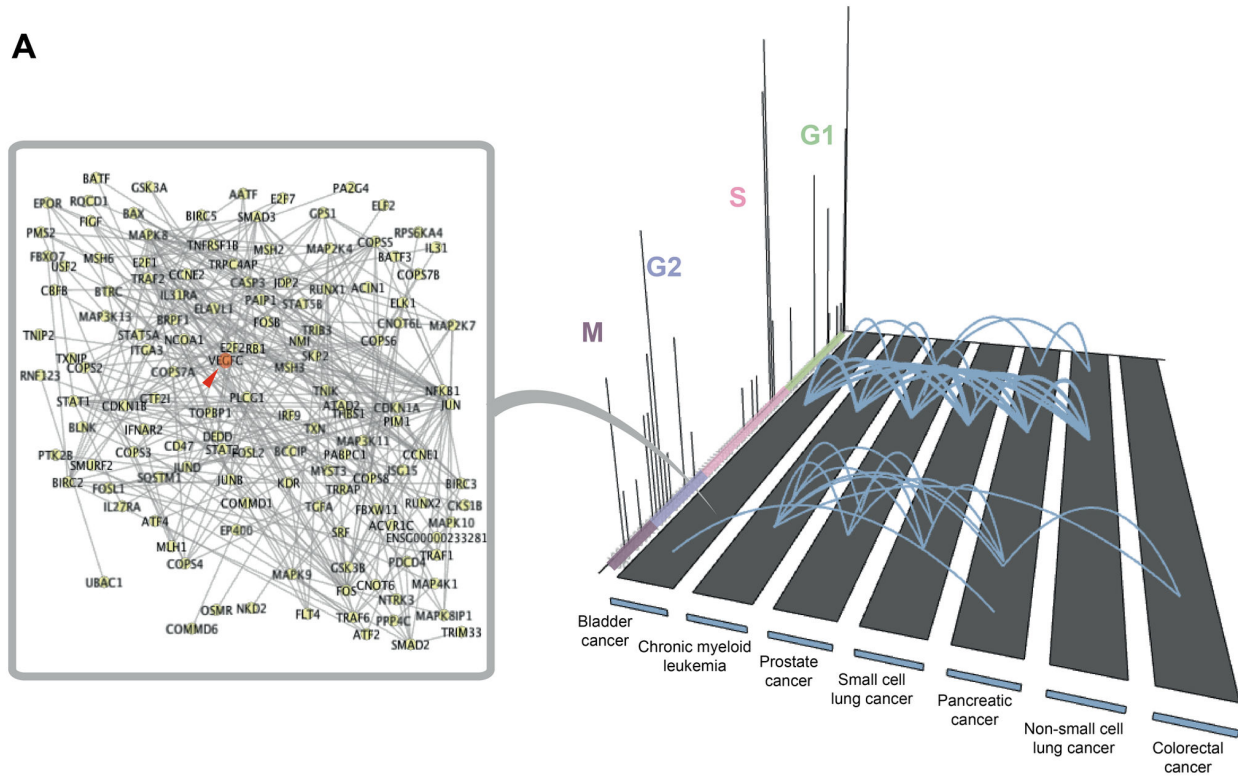 A
BATF
GSK3A
PA2G4
AATF
E2F7
EPOR
RQCD1
BAX
BIRC5
SMAD3
GPS1
ELF2
FIGF
PMS2
MAPK8
RPS6KA4
TNFRSF1B
MSH2
MAP2K4
COPS5
IL31
FBXO7
MSH6
E2F1
TRPC4AP
BATF3
USF2
TRAF2
CCNE2
COPS7B
CBFB
BTRC
IL31RA
CASP3
JDP2
RUNX1
ACIN1
PAIP1
STAT5B
ELK1
MAP3K13
BRPF1
ELAVL1
FOSB
TRIB3
CNOT6L
MAP2K7
TNIP2
STAT5A
NCOA1
NMI
COPS6
TXNIP
ITGA3
E2F2
RB1
SKP2
COPS2
VEGFC
MSH3
RNF123
COPS7A
TNIK
NFKB1
STAT1
CDKN1B
GTF2I
PLCG1
ATAD2
CDKN1A
JUN
TOPBP1
IRF9
THBS1
PIM1
BLNK
IFNAR2
TXN
DEDD
MAP3K11
PTK2B
COPS3
CD47
STAT2
FOSL2
BCCIP
PABPC1
CCNE1
SMURF2
JUND
MYST3
ISG15
BIRC2
SQSTM1
JUNB
KDR
TRRAP
COPS8
BIRC3
FOSL1
COMMD1
TGFA
RUNX2
CKS1B
IL27RA
FBXW11
ATF4
EP400
SRF
ACVR1C
MAPK10
ENSG00000233281
MLH1
TRAF1
COPS4
GSK3B
PDCD4
UBAC1
MAPK9
FOS
CNOT6
MAP4K1
NTRK3
OSMR
NKD2
FLT4
TRAF6
PPP4C
MAPK8IP1
COMMD6
ATF2
TRIM33
SMAD2
G1
S
G2
M
Bladder
cancer
Chronic myeloid
leukemia
Prostate
cancer
Small cell
lung cancer
Pancreatic
cancer
Non-small cell
lung cancer
Colorectal
cancer